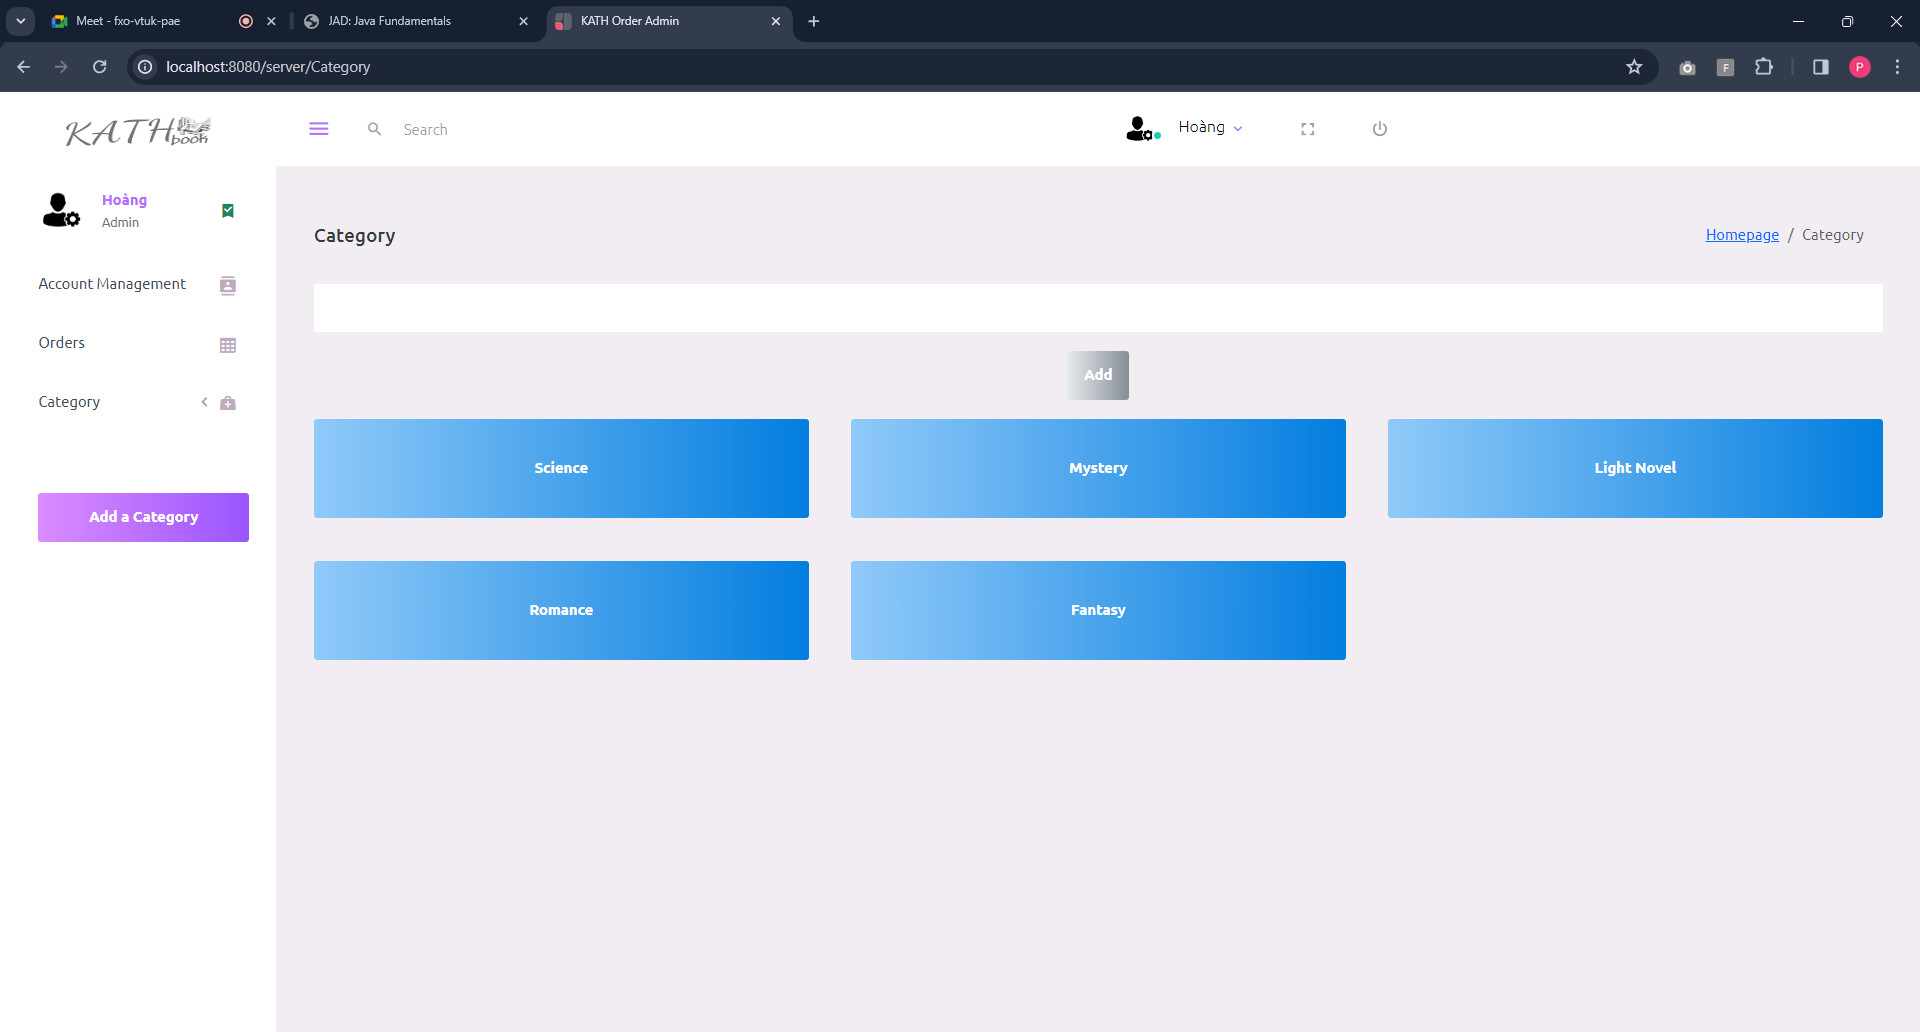 Meet - fxo-vtuk-pae
JAD: Java Fundamentals
KATH Order Admin
localhost:8080/server/Category
F
P
KATH book
Search
Hoàng
Hoàng
Admin
Category
Homepage / Category
Account Management
Orders
Category
Add
Science
Mystery
Light Novel
Add a Category
Romance
Fantasy